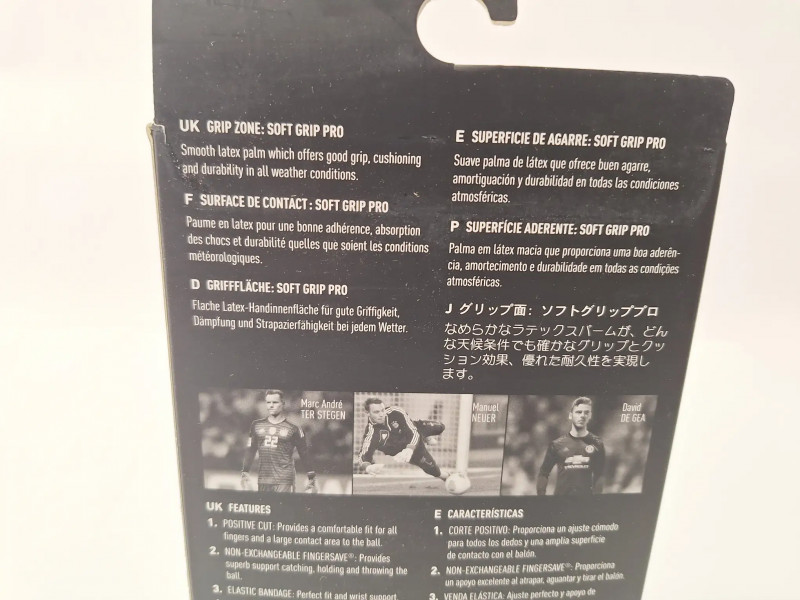 UK GRIP ZONE: SOFT GRIP PRO
Smooth latex palm which offers good grip, cushioning
and durability in all weather conditions.
F SURFACE DE CONTACT: SOFT GRIP PRO
Paume en latex pour une bonne adhérence, absorption
des chocs et durabilité quelles que soient les conditions
météorologiques.
D GRIFFFLÄCHE: SOFT GRIP PRO
Flache Latex-Handinnenfläche für gute Griffigkeit,
Dämpfung und Strapazierfähigkeit bei jedem Wetter.
E SUPERFICIE DE AGARRE: SOFT GRIP PRO
Suave palma de látex que ofrece buen agarre,
amortiguación y durabilidad en todas las condiciones
atmosféricas.
P SUPERFÍCIE ADERENTE: SOFT GRIP PRO
Palma em látex macia que proporciona uma boa aderên-
cia, amortecimento e durabilidade em todas as condições
atmosféricas.
J グリップ面: ソフトグリッププロ
なめらかなラテックスパームが、どん
な天候条件でも確かなグリップとクッ
ション効果、優れた耐久性を実現し
ます。
Marc André
TER STEGEN
22
Manuel
NEUER
David
DE GEA
CHEVROLET
UK FEATURES
1. POSITIVE CUT: Provides a comfortable fit for all
fingers and a large contact area to the ball.
2. NON-EXCHANGEABLE FINGERSAVE®: Provides
superb support catching, holding and throwing the
ball.
3. ELASTIC BANDAGE: Perfect fit and wrist support.
E CARACTERÍSTICAS
1. CORTE POSITIVO: Proporciona un ajuste cómodo
para todos los dedos y una amplia superficie
de contacto con el balón.
2. NON-EXCHANGEABLE FINGERSAVE®: Proporciona
un apoyo excelente al atrapar, aguantar y tirar el balón.
3. VENDA ELÁSTICA: Ajuste perfecto y apoyo de